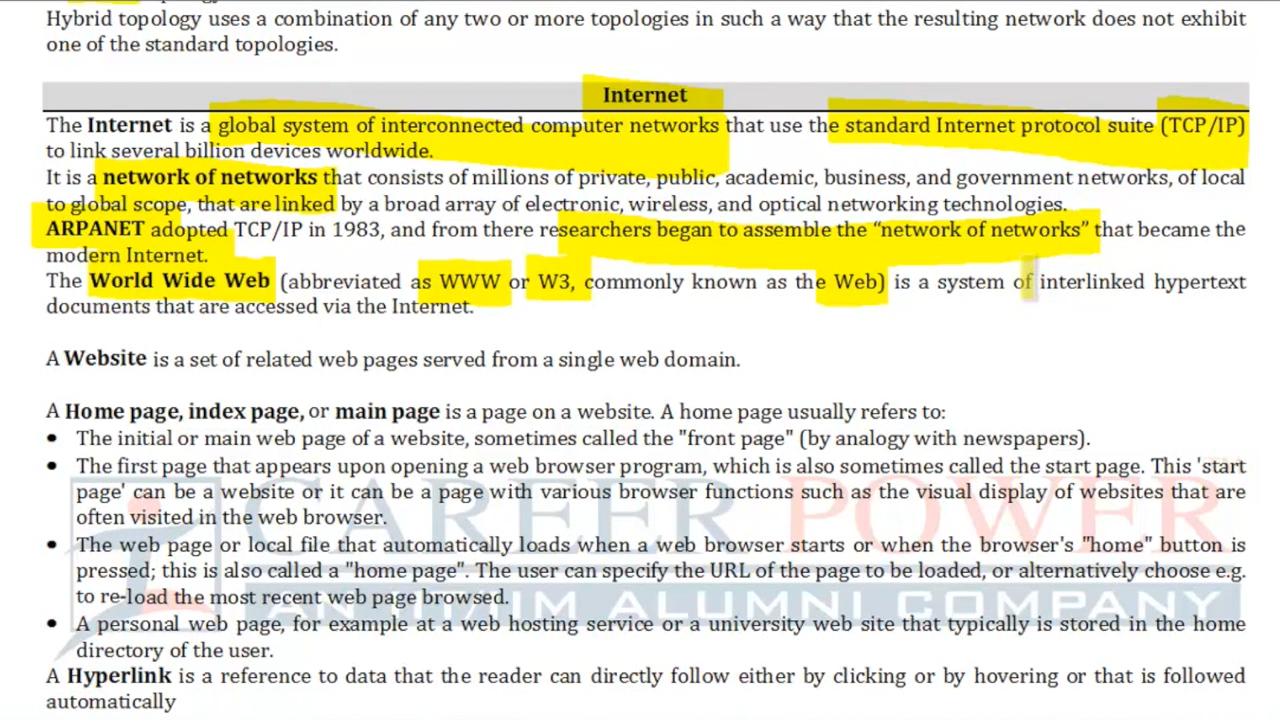 Hybrid topology uses a combination of any two or more topologies in such a way that the resulting network does not exhibit
one of the standard topologies.
Internet
The Internet is a global system of interconnected computer networks that use the standard Internet protocol suite (TCP/IP)
to link several billion devices worldwide.
It is a network of networks that consists of millions of private, public, academic, business, and government networks, of local
to global scope, that are linked by a broad array of electronic, wireless, and optical networking technologies.
ARPANET adopted TCP/IP in 1983, and from there researchers began to assemble the “network of networks” that became the
modern Internet.
The World Wide Web (abbreviated as WWW or W3, commonly known as the Web) is a system of interlinked hypertext
documents that are accessed via the Internet.
A Website is a set of related web pages served from a single web domain.
A Home page, index page, or main page is a page on a website. A home page usually refers to:
• The initial or main web page of a website, sometimes called the "front page" (by analogy with newspapers).
• The first page that appears upon opening a web browser program, which is also sometimes called the start page. This 'start
page' can be a website or it can be a page with various browser functions such as the visual display of websites that are
often visited in the web browser.
• The web page or local file that automatically loads when a web browser starts or when the browser's "home" button is
pressed; this is also called a "home page". The user can specify the URL of the page to be loaded, or alternatively choose e.g.
to re-load the most recent web page browsed.
• A personal web page, for example at a web hosting service or a university web site that typically is stored in the home
directory of the user.
A Hyperlink is a reference to data that the reader can directly follow either by clicking or by hovering or that is followed
automatically
CAREER POWER
AN IIT/IIM ALUMNI COMPANY